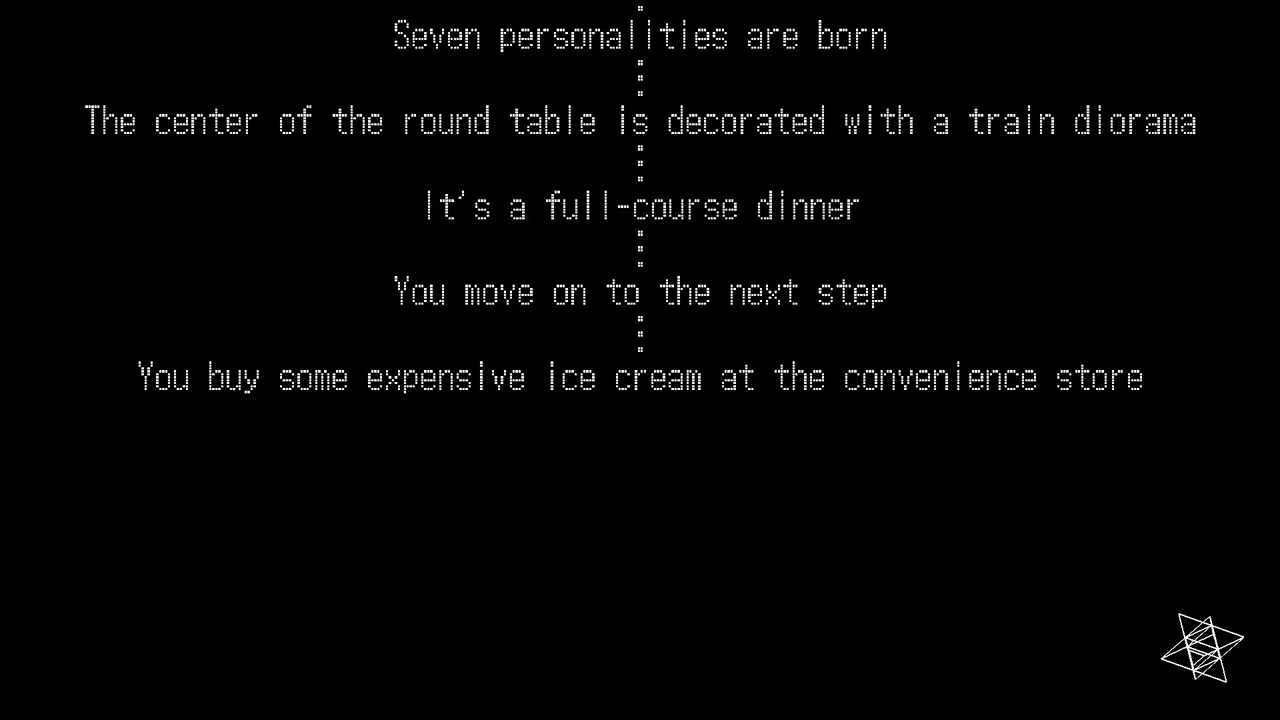 Seven personalities are born
The center of the round table is decorated with a train diorama
It's a full-course dinner
You move on to the next step
You buy some expensive ice cream at the convenience store